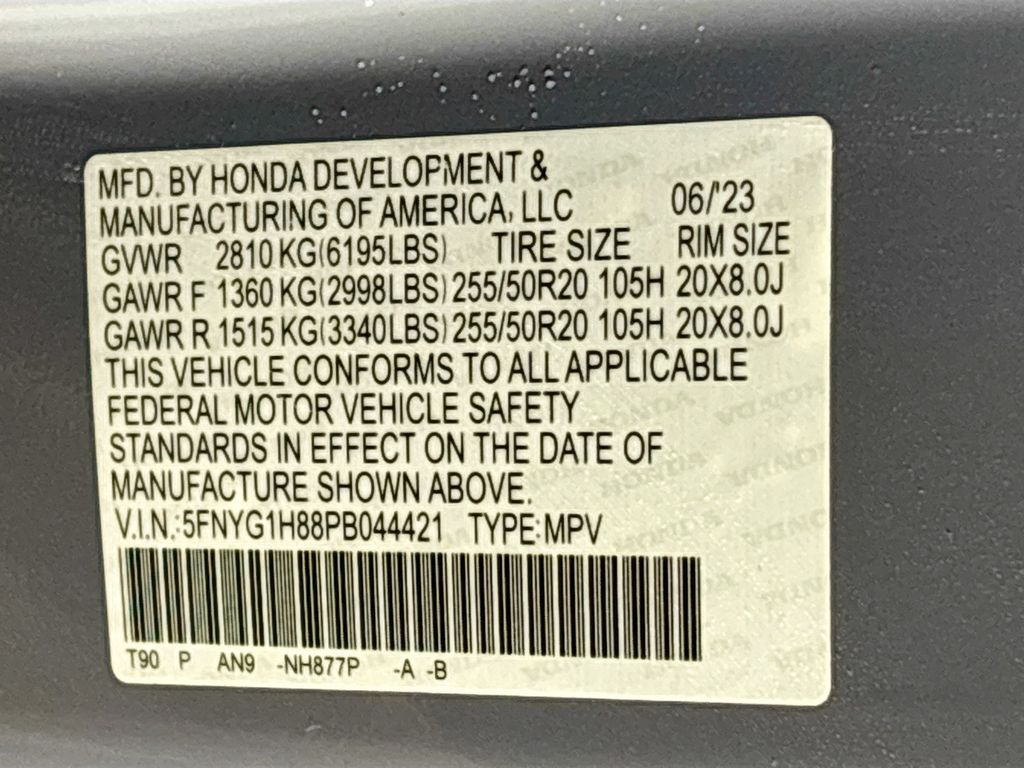 MFD. BY HONDA DEVELOPMENT &
MANUFACTURING OF AMERICA, LLC 06/'23
GVWR 2810 KG(6195LBS) TIRE SIZE RIM SIZE
GAWR F 1360 KG(2998LBS) 255/50R20 105H 20X8.0J
GAWR R 1515 KG(3340LBS) 255/50R20 105H 20X8.0J
THIS VEHICLE CONFORMS TO ALL APPLICABLE
FEDERAL MOTOR VEHICLE SAFETY
STANDARDS IN EFFECT ON THE DATE OF
MANUFACTURE SHOWN ABOVE.
V.I.N.:5FNYG1H88PB044421 TYPE:MPV
T90 P AN9 -NH877P -A -B